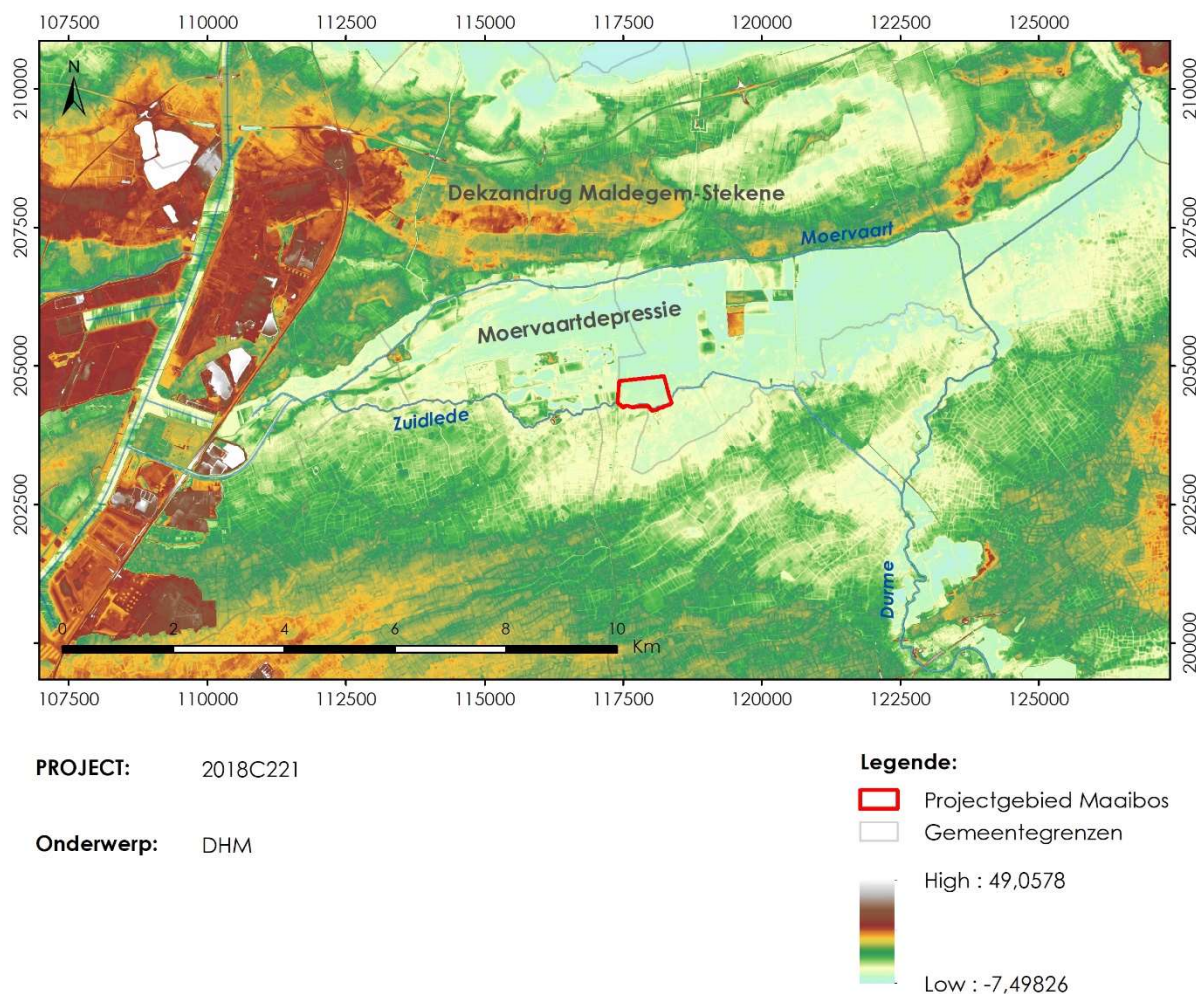 107500 110000 112500 115000 117500 120000 122500 125000
210000 210000
N
Dekzandrug Maldegem-Stekene
207500 207500
Moervaart
Moervaartdepressie
205000 205000
Zuidlede
202500 202500
Durme
0 2 4 6 8 10
Km
200000 200000
107500 110000 112500 115000 117500 120000 122500 125000
PROJECT: 2018C221
Onderwerp: DHM
Legende:
Projectgebied Maaibos
Gemeentegrenzen
High : 49,0578
Low : -7,49826